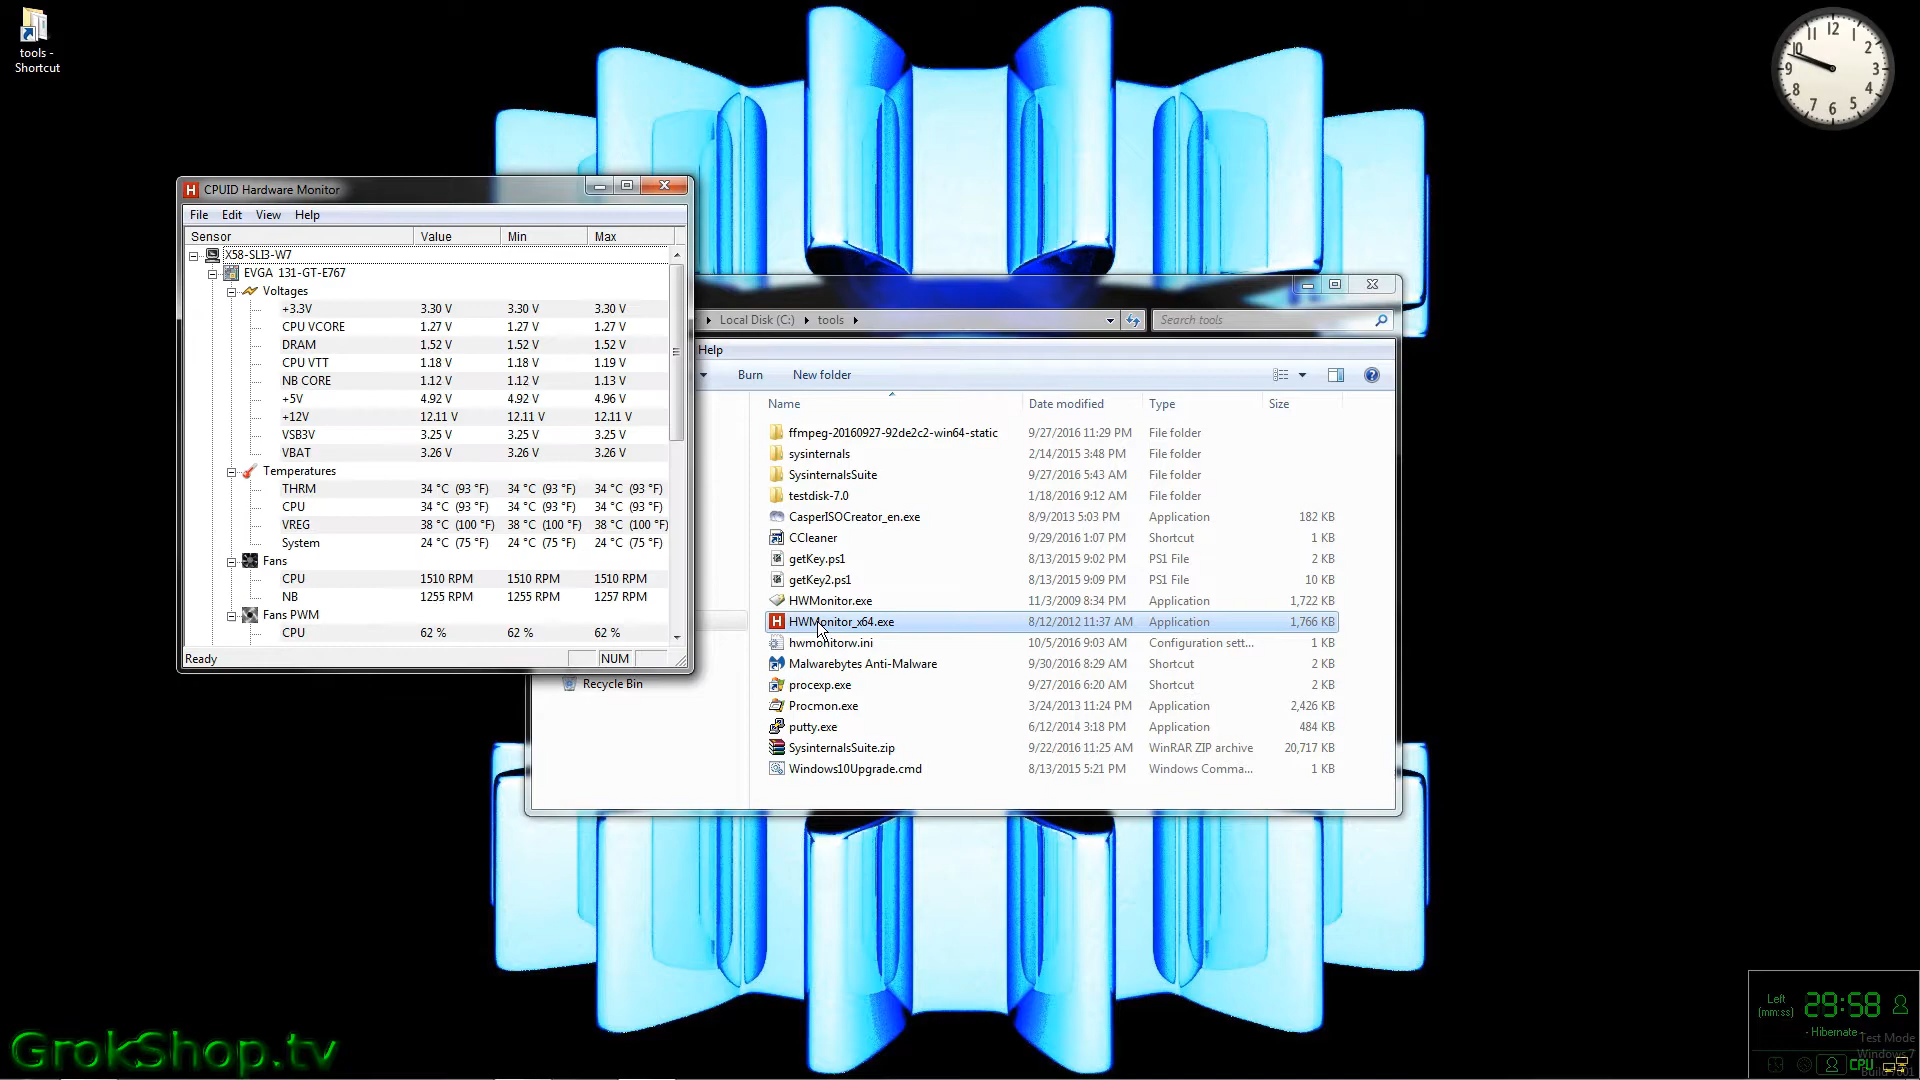 tools -
Shortcut
12
11
1
10
2
9
3
8
4
7
5
6
CPUID Hardware Monitor
File Edit View Help
Sensor Value Min Max
X58-SLI3-W7
EVGA 131-GT-E767
Voltages
+3.3V 3.30 V 3.30 V 3.30 V
CPU VCORE 1.27 V 1.27 V 1.27 V
DRAM 1.52 V 1.52 V 1.52 V
CPU VTT 1.18 V 1.18 V 1.19 V
NB CORE 1.12 V 1.12 V 1.13 V
+5V 4.92 V 4.92 V 4.96 V
+12V 12.11 V 12.11 V 12.11 V
VSB3V 3.25 V 3.25 V 3.25 V
VBAT 3.26 V 3.26 V 3.26 V
Temperatures
THRM 34 °C (93 °F) 34 °C (93 °F) 34 °C (93 °F)
CPU 34 °C (93 °F) 34 °C (93 °F) 34 °C (93 °F)
VREG 38 °C (100 °F) 38 °C (100 °F) 38 °C (100 °F)
System 24 °C (75 °F) 24 °C (75 °F) 24 °C (75 °F)
Fans
CPU 1510 RPM 1510 RPM 1510 RPM
NB 1255 RPM 1255 RPM 1257 RPM
Fans PWM
CPU 62 % 62 % 62 %
Ready NUM
Local Disk (C:) tools Search tools
Help
Burn New folder
Name Date modified Type Size
ffmpeg-20160927-92de2c2-win64-static 9/27/2016 11:29 PM File folder
sysinternals 2/14/2015 3:48 PM File folder
SysinternalsSuite 9/27/2016 5:43 AM File folder
testdisk-7.0 1/18/2016 9:12 AM File folder
CasperISOCreator_en.exe 8/9/2013 5:03 PM Application 182 KB
CCleaner 9/29/2016 1:07 PM Shortcut 1 KB
getKey.ps1 8/13/2015 9:02 PM PS1 File 2 KB
getKey2.ps1 8/13/2015 9:09 PM PS1 File 10 KB
HWMonitor.exe 11/3/2009 8:34 PM Application 1,722 KB
HWMonitor_x64.exe 8/12/2012 11:37 AM Application 1,766 KB
hwmonitorw.ini 10/5/2016 9:03 AM Configuration sett... 1 KB
Malwarebytes Anti-Malware 9/30/2016 8:29 AM Shortcut 2 KB
procexp.exe 9/27/2016 6:20 AM Shortcut 2 KB
Procmon.exe 3/24/2013 11:24 PM Application 2,426 KB
putty.exe 6/12/2014 3:18 PM Application 484 KB
SysinternalsSuite.zip 9/22/2016 11:25 AM WinRAR ZIP archive 20,717 KB
Windows10Upgrade.cmd 8/13/2015 5:21 PM Windows Comma... 1 KB
Recycle Bin
GrokShop.tv
Left
(mm:ss)
29:58
- Hibernate -
Test Mode
Windows 7
CPU
Build